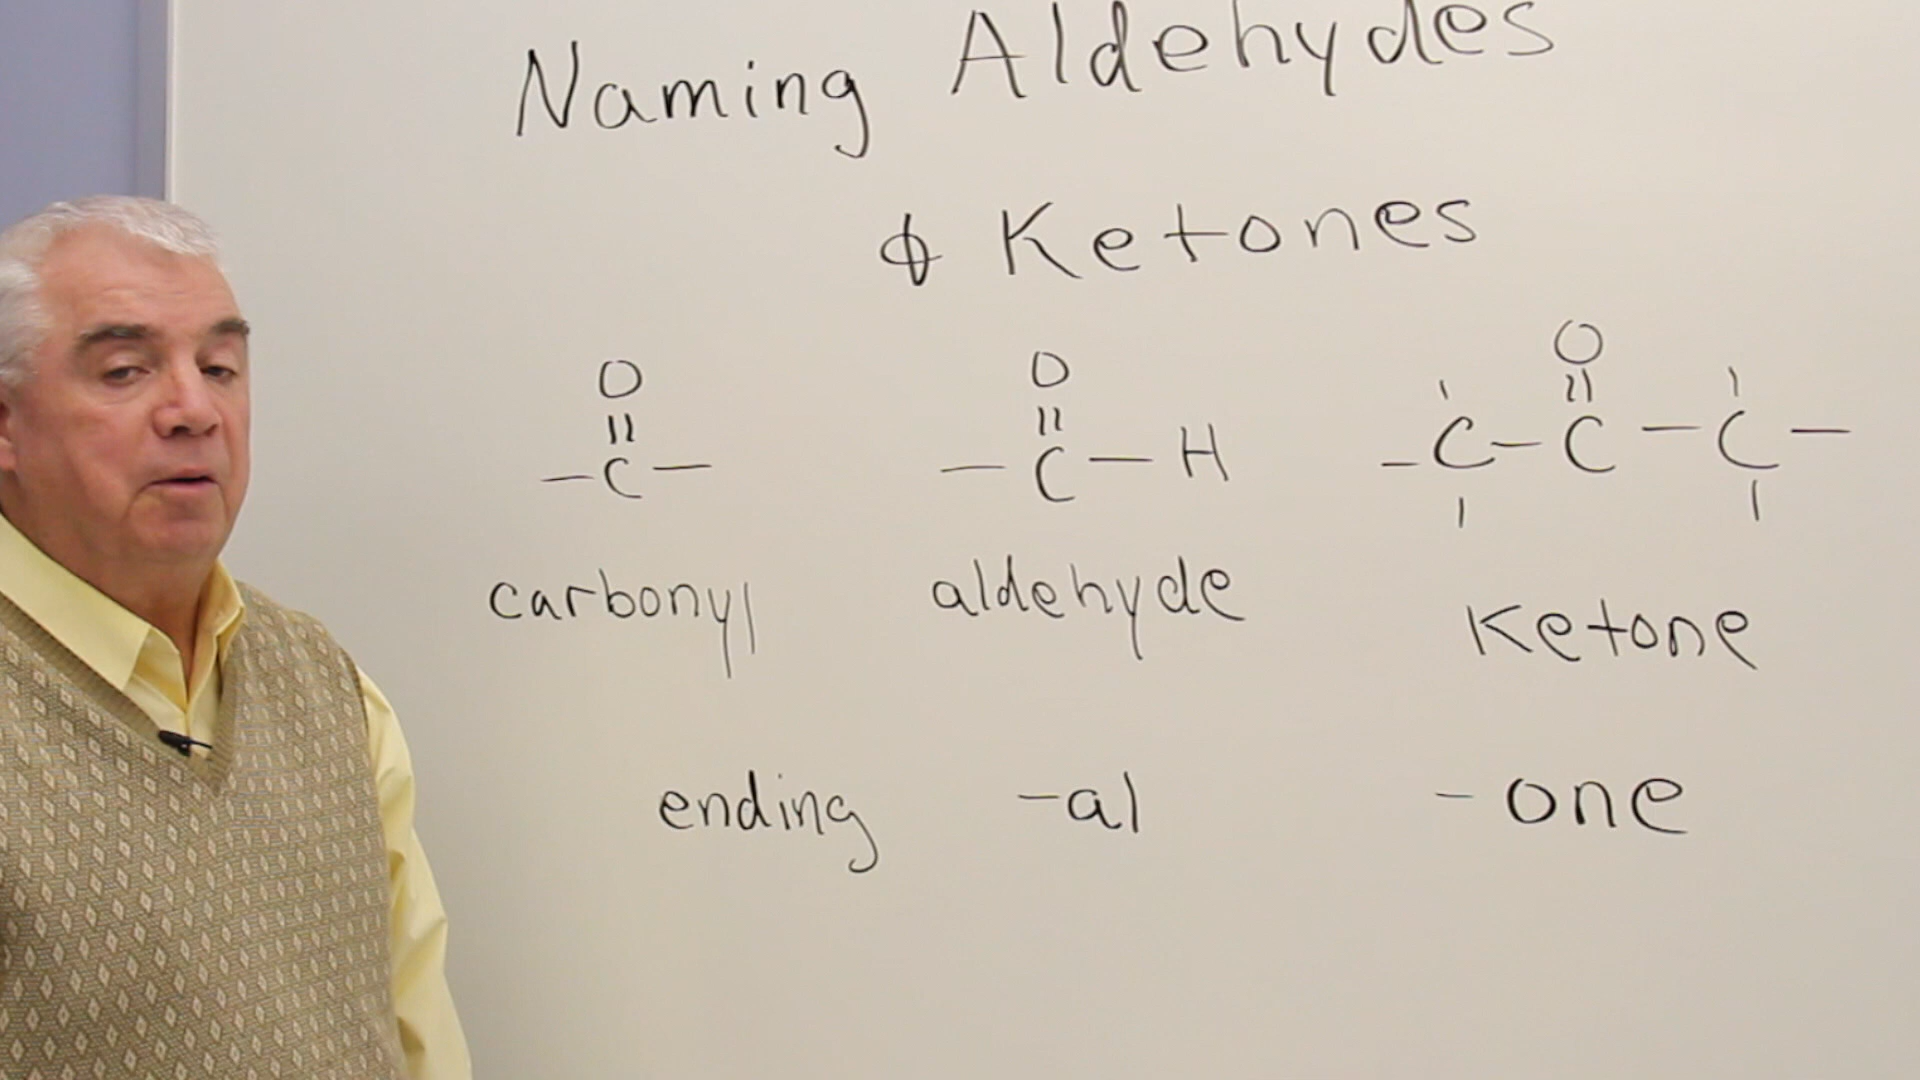 Naming Aldehydes
& Ketones
O O O
|| || ||
–C– –C–H –C–C–C–
carbonyl aldehyde Ketone
ending -al -one